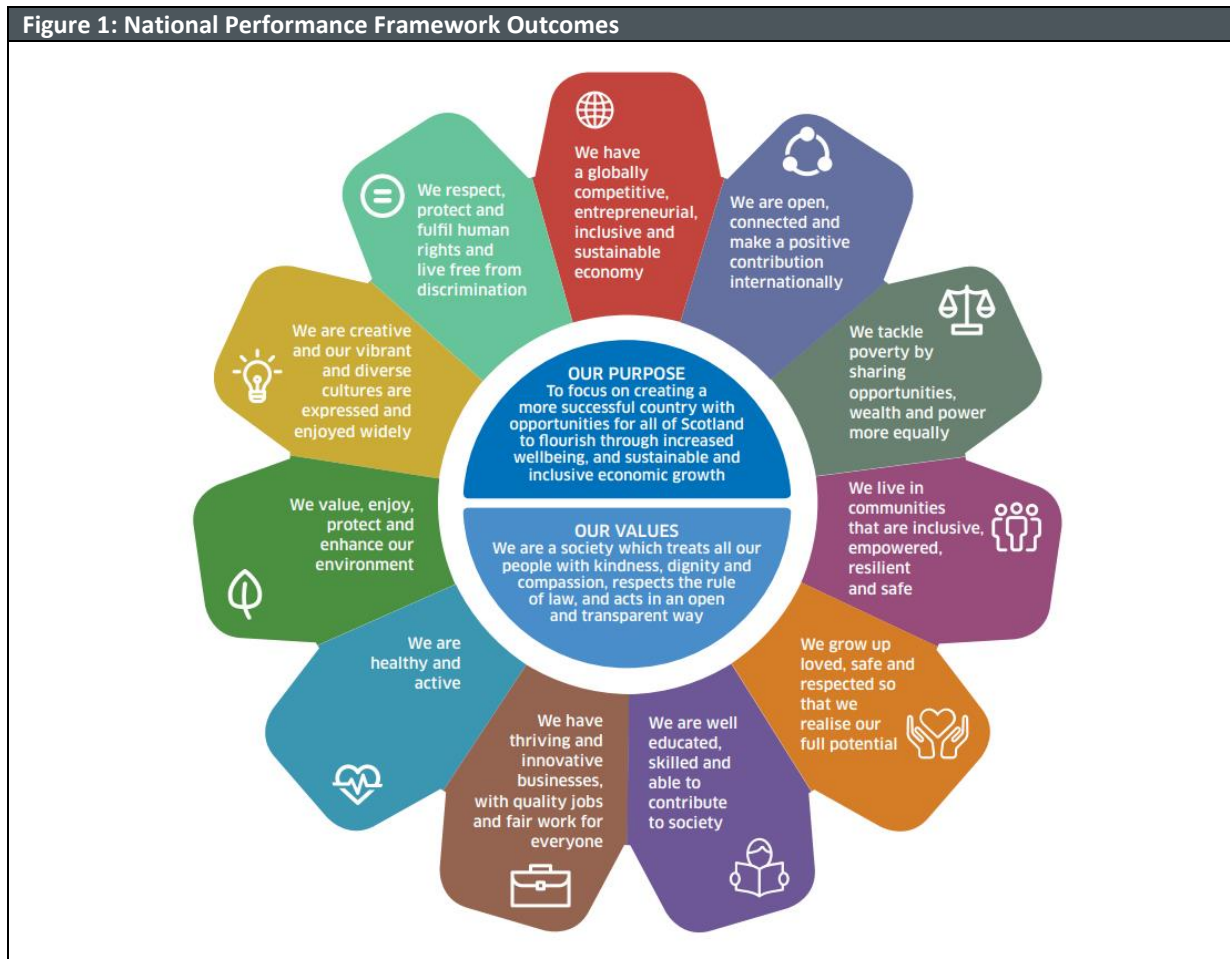 Figure 1: National Performance Framework Outcomes
We have
a globally
competitive,
entrepreneurial,
inclusive and
sustainable
economy
We are open,
connected and
make a positive
contribution
internationally
We tackle
poverty by
sharing
opportunities,
wealth and power
more equally
We live in
communities
that are inclusive,
empowered,
resilient
and safe
We grow up
loved, safe and
respected so
that we
realise our
full potential
We are well
educated,
skilled and
able to
contribute
to society
We have
thriving and
innovative
businesses,
with quality jobs
and fair work for
everyone
We are
healthy and
active
We value, enjoy,
protect and
enhance our
environment
We are creative
and our vibrant
and diverse
cultures are
expressed and
enjoyed widely
We respect,
protect and
fulfil human
rights and
live free from
discrimination
OUR PURPOSE
To focus on creating a
more successful country with
opportunities for all of Scotland
to flourish through increased
wellbeing, and sustainable and
inclusive economic growth
OUR VALUES
We are a society which treats all our
people with kindness, dignity and
compassion, respects the rule
of law, and acts in an open
and transparent way